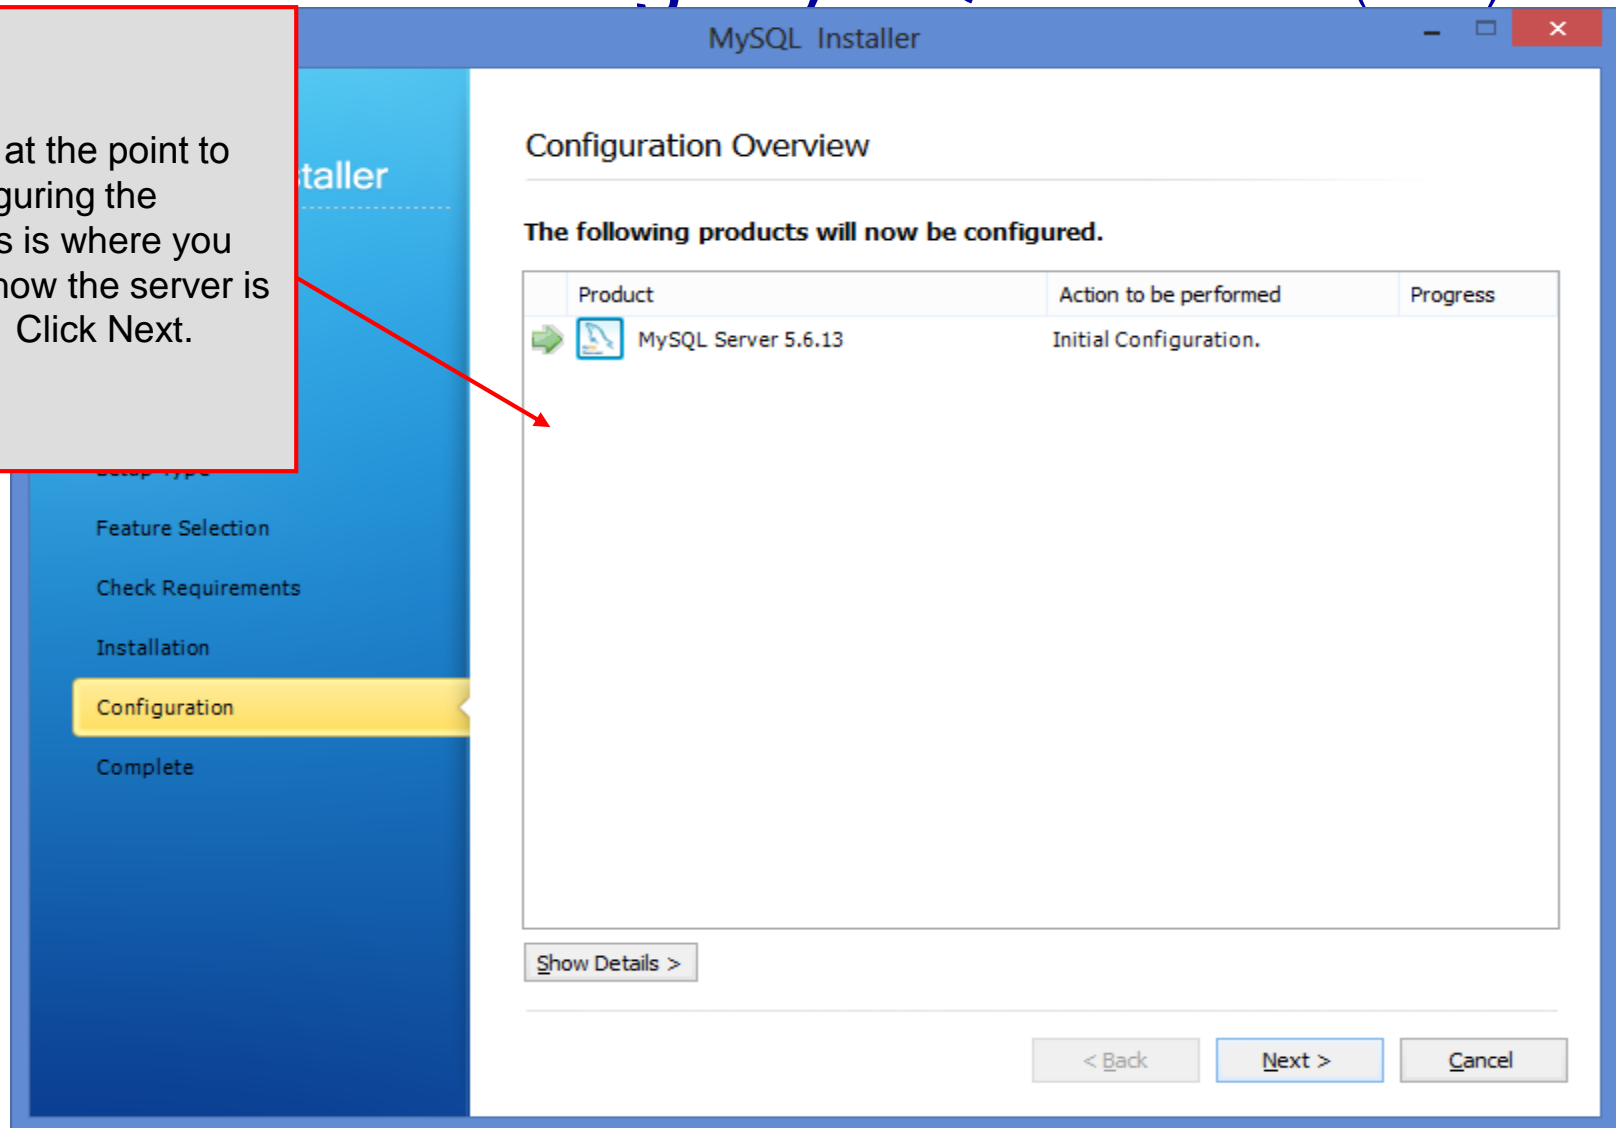 MySQL Installer
at the point to
guring the
s is where you
how the server is
Click Next.
taller
Feature Selection
Check Requirements
Installation
Configuration
Complete
Configuration Overview
The following products will now be configured.
Product Action to be performed Progress
MySQL Server 5.6.13 Initial Configuration.
Show Details >
< Back Next > Cancel